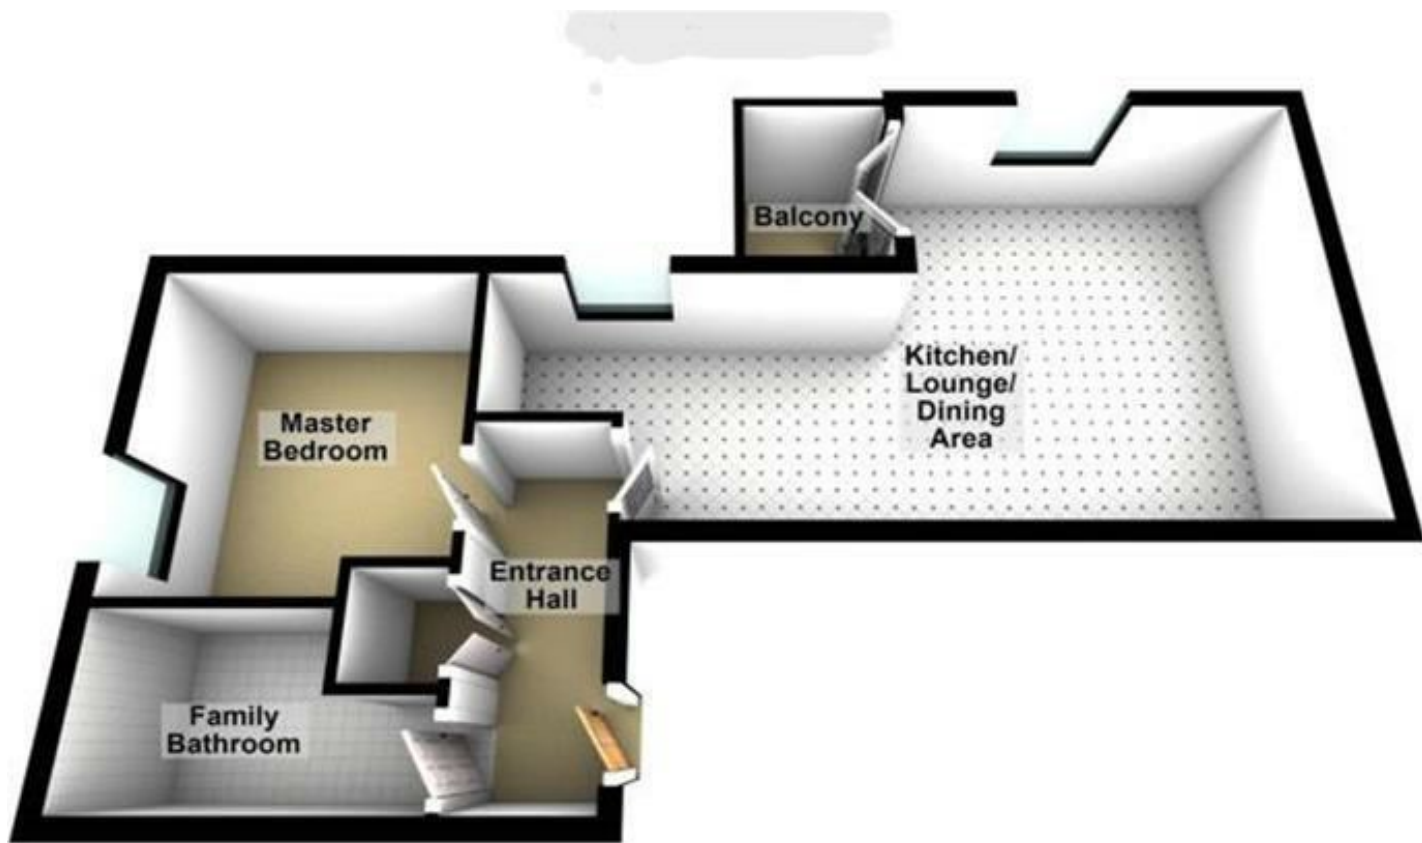 Balcony
Kitchen/
Lounge/
Dining
Area
Master
Bedroom
Entrance
Hall
Family
Bathroom